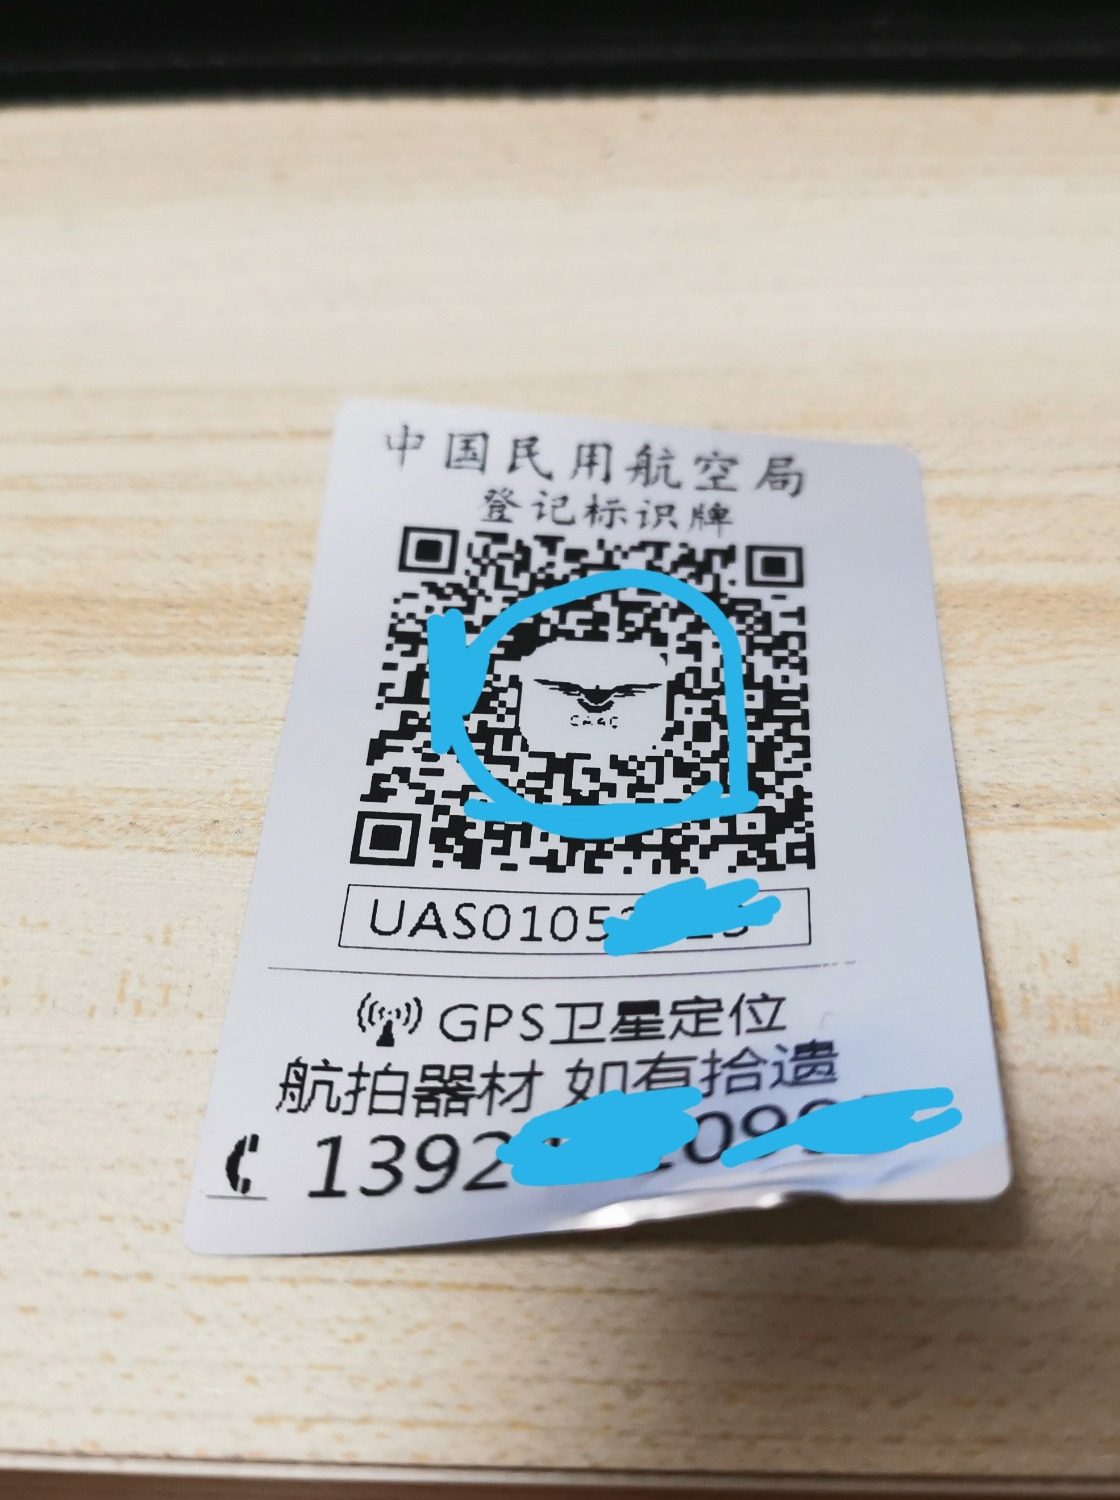 中国民用航空局
登记标识牌
CAAC
UAS0105
GPS卫星定位
航拍器材 如有拾遗
1392 09